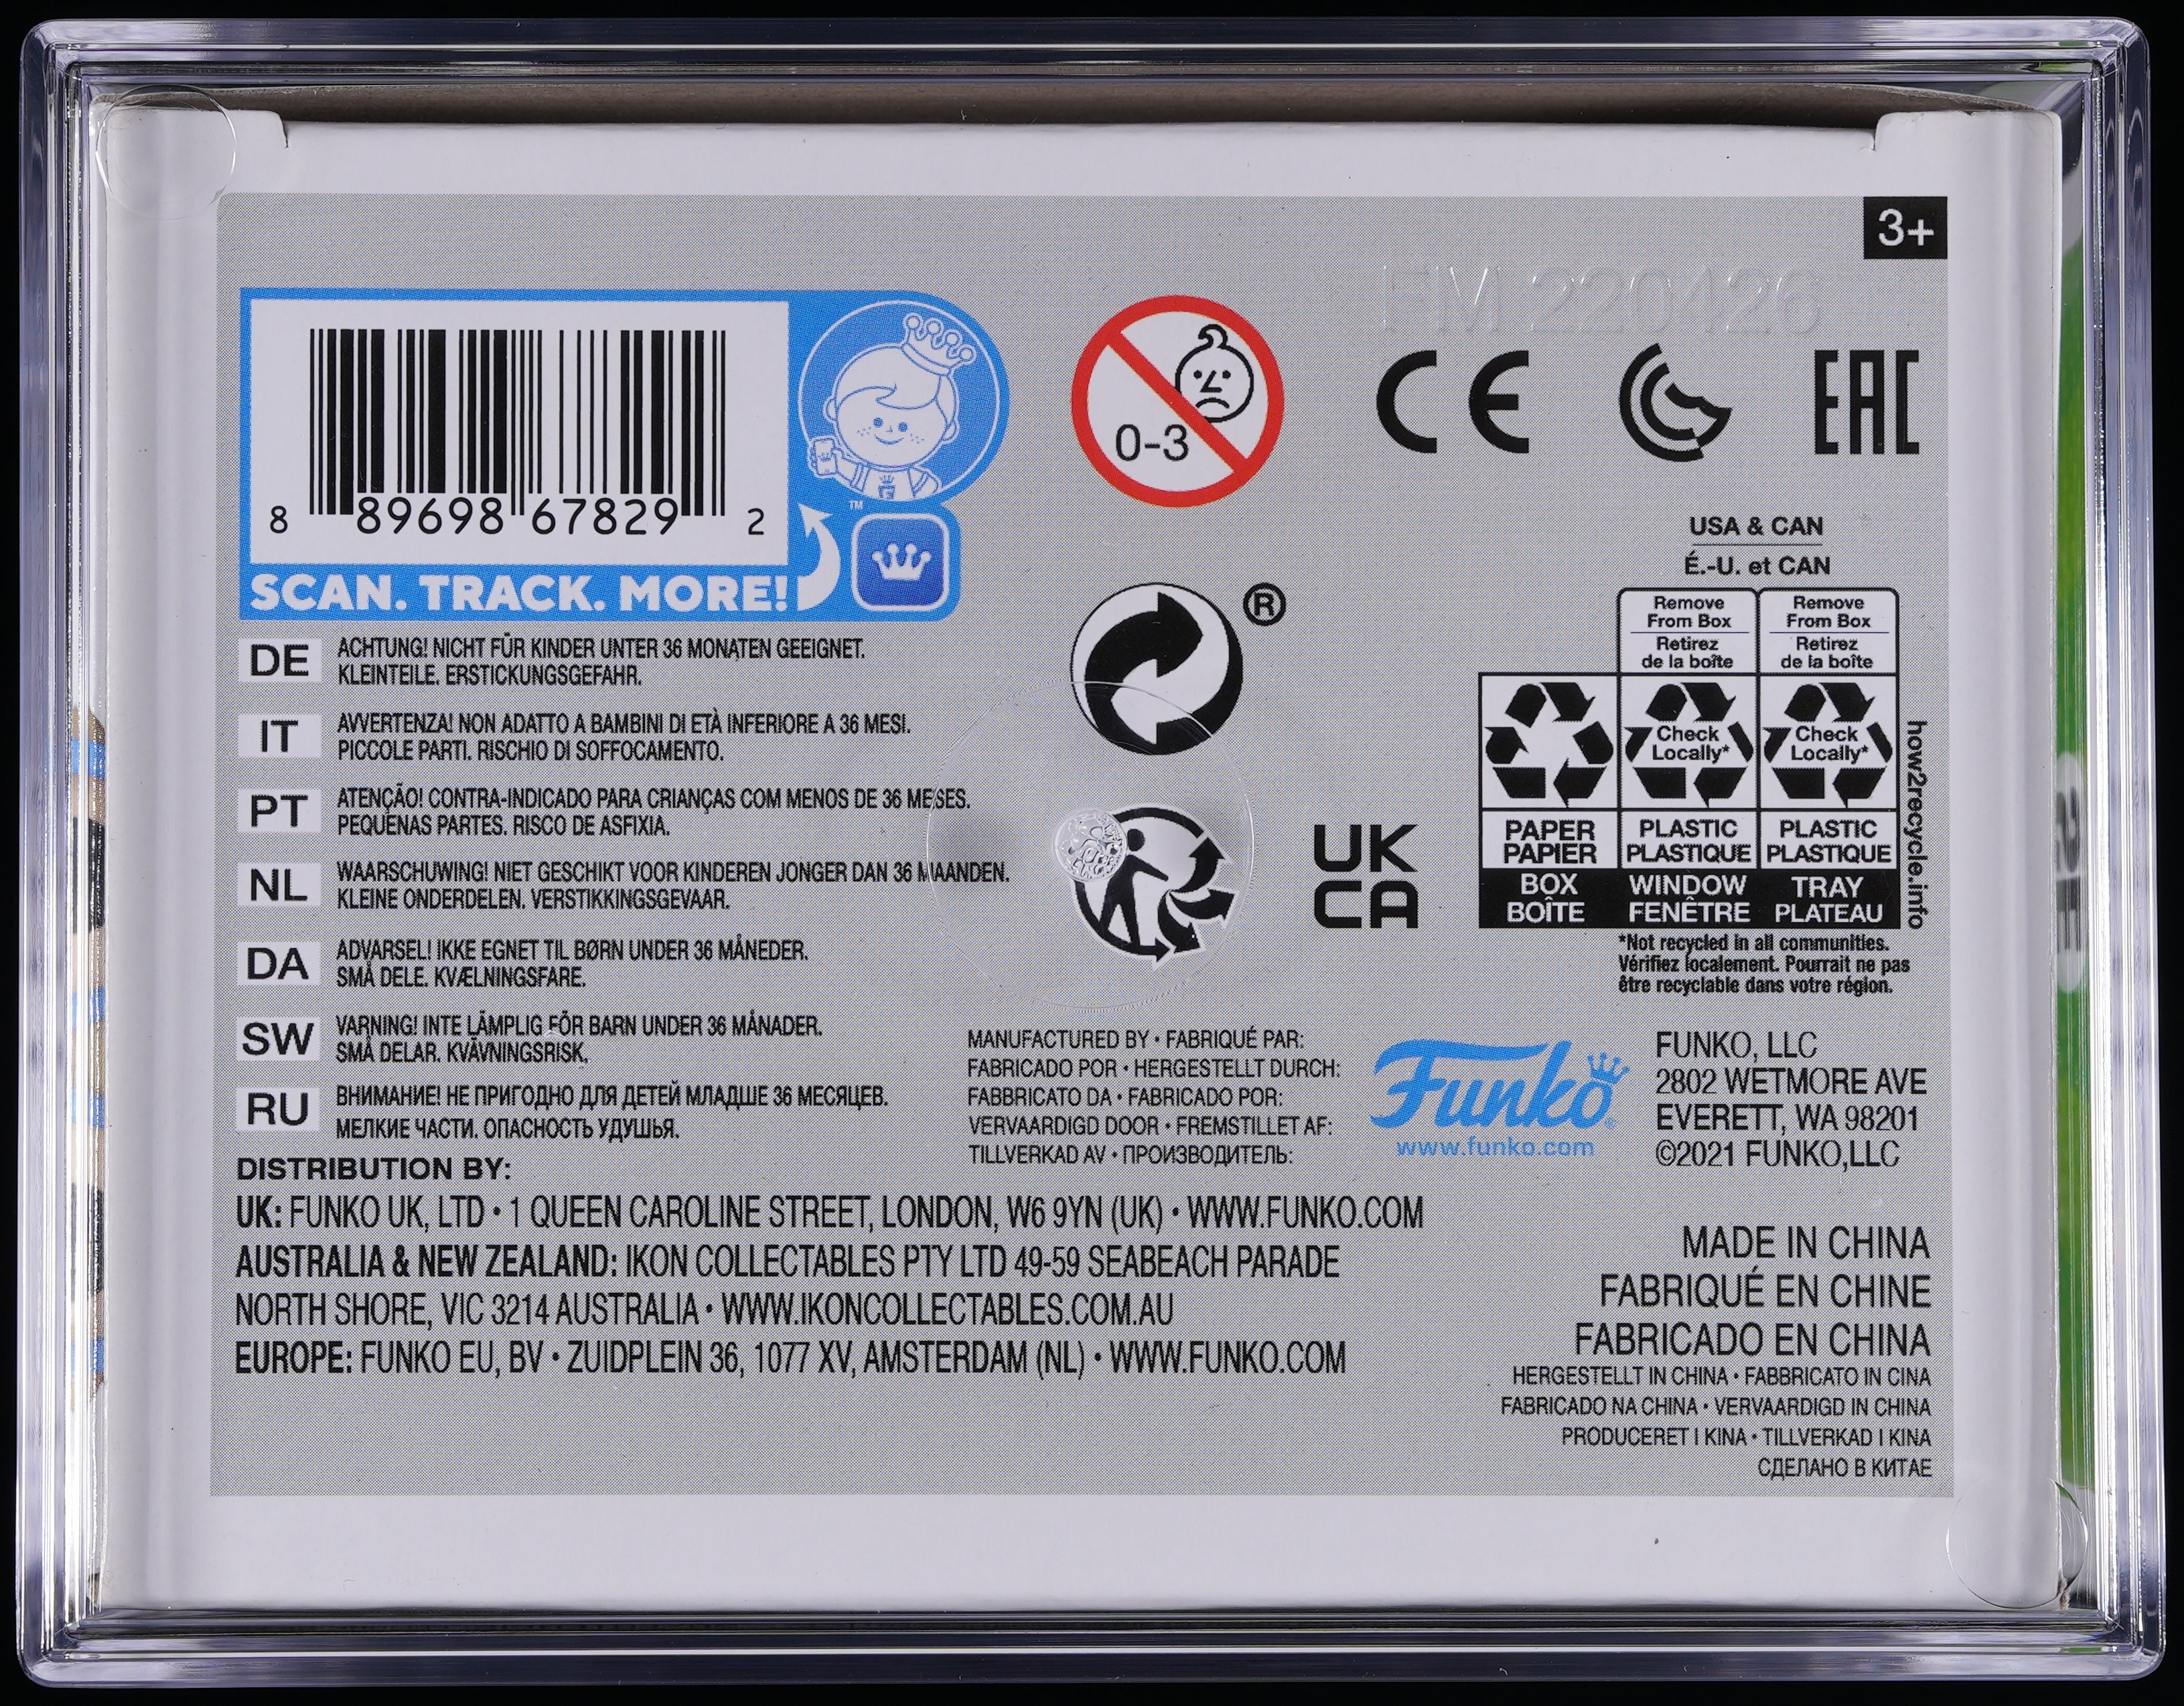 3+
FM 220426
8 89698 67829 2
TM
SCAN. TRACK. MORE!
0-3
CE
EAC
USA & CAN
É.-U. et CAN
Remove
From Box
Retirez
de la boîte
Remove
From Box
Retirez
de la boîte
Check
Locally*
Check
Locally*
PAPER
PAPIER
PLASTIC
PLASTIQUE
PLASTIC
PLASTIQUE
BOX
BOÎTE
WINDOW
FENÊTRE
TRAY
PLATEAU
how2recycle.info
*Not recycled in all communities.
Vérifiez localement. Pourrait ne pas
être recyclable dans votre région.
®
UK
CA
DE ACHTUNG! NICHT FÜR KINDER UNTER 36 MONATEN GEEIGNET.
KLEINTEILE. ERSTICKUNGSGEFAHR.
IT AVVERTENZA! NON ADATTO A BAMBINI DI ETÀ INFERIORE A 36 MESI.
PICCOLE PARTI. RISCHIO DI SOFFOCAMENTO.
PT ATENÇÃO! CONTRA-INDICADO PARA CRIANÇAS COM MENOS DE 36 MESES.
PEQUENAS PARTES. RISCO DE ASFIXIA.
NL WAARSCHUWING! NIET GESCHIKT VOOR KINDEREN JONGER DAN 36 MAANDEN.
KLEINE ONDERDELEN. VERSTIKKINGSGEVAAR.
DA ADVARSEL! IKKE EGNET TIL BØRN UNDER 36 MÅNEDER.
SMÅ DELE. KVÆLNINGSFARE.
SW VARNING! INTE LÄMPLIG FÖR BARN UNDER 36 MÅNADER.
SMÅ DELAR. KVÄVNINGSRISK.
RU ВНИМАНИЕ! НЕ ПРИГОДНО ДЛЯ ДЕТЕЙ МЛАДШЕ 36 МЕСЯЦЕВ.
МЕЛКИЕ ЧАСТИ. ОПАСНОСТЬ УДУШЬЯ.
MANUFACTURED BY • FABRIQUÉ PAR:
FABRICADO POR • HERGESTELLT DURCH:
FABBRICATO DA • FABRICADO POR:
VERVAARDIGD DOOR • FREMSTILLET AF:
TILLVERKAD AV • ПРОИЗВОДИТЕЛЬ:
Funko®
www.funko.com
FUNKO, LLC
2802 WETMORE AVE
EVERETT, WA 98201
©2021 FUNKO,LLC
DISTRIBUTION BY:
UK: FUNKO UK, LTD • 1 QUEEN CAROLINE STREET, LONDON, W6 9YN (UK) • WWW.FUNKO.COM
AUSTRALIA & NEW ZEALAND: IKON COLLECTABLES PTY LTD 49-59 SEABEACH PARADE
NORTH SHORE, VIC 3214 AUSTRALIA • WWW.IKONCOLLECTABLES.COM.AU
EUROPE: FUNKO EU, BV • ZUIDPLEIN 36, 1077 XV, AMSTERDAM (NL) • WWW.FUNKO.COM
MADE IN CHINA
FABRIQUÉ EN CHINE
FABRICADO EN CHINA
HERGESTELLT IN CHINA • FABBRICATO IN CINA
FABRICADO NA CHINA • VERVAARDIGD IN CHINA
PRODUCERET I KINA • TILLVERKAD I KINA
СДЕЛАНО В КИТАЕ